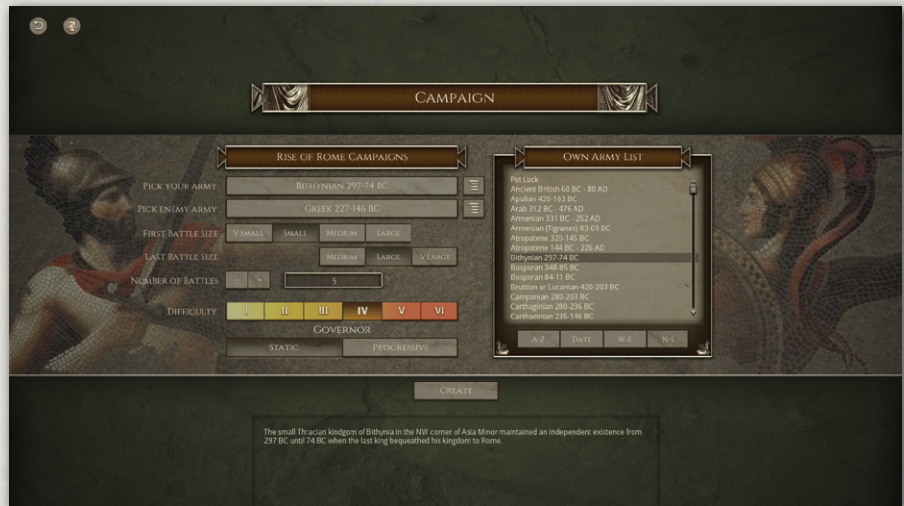 Campaign
Rise of Rome Campaigns
Own Army List
Pick your army
Bithynian 297-74 BC
Pick enemy army
Greek 227-146 BC
First Battle Size
V.Small Small Medium Large
Last Battle Size
Medium Large V.Large
Number of Battles
- + 5
Difficulty
I II III IV V VI
Governor
Static Progressive
Pot Luck
Ancient British 60 BC - 80 AD
Apulian 420-103 BC
Arab 312 BC - 476 AD
Armenian 331 BC - 252 AD
Armenian (Tigranes) 83-69 BC
Atropatene 320-145 BC
Atropatene 144 BC - 226 AD
Bithynian 297-74 BC
Bosporan 348-85 BC
Bosporan 84-11 BC
Bruttian or Lucanian 420-203 BC
Campanian 280-203 BC
Carthaginian 280-236 BC
Carthaginian 235-146 BC
A-Z Date W-E N-S
Create
The small Thracian kindgom of Bithynia in the NW corner of Asia Minor maintained an independent existence from
297 BC until 74 BC when the last king bequeathed his kingdom to Rome.